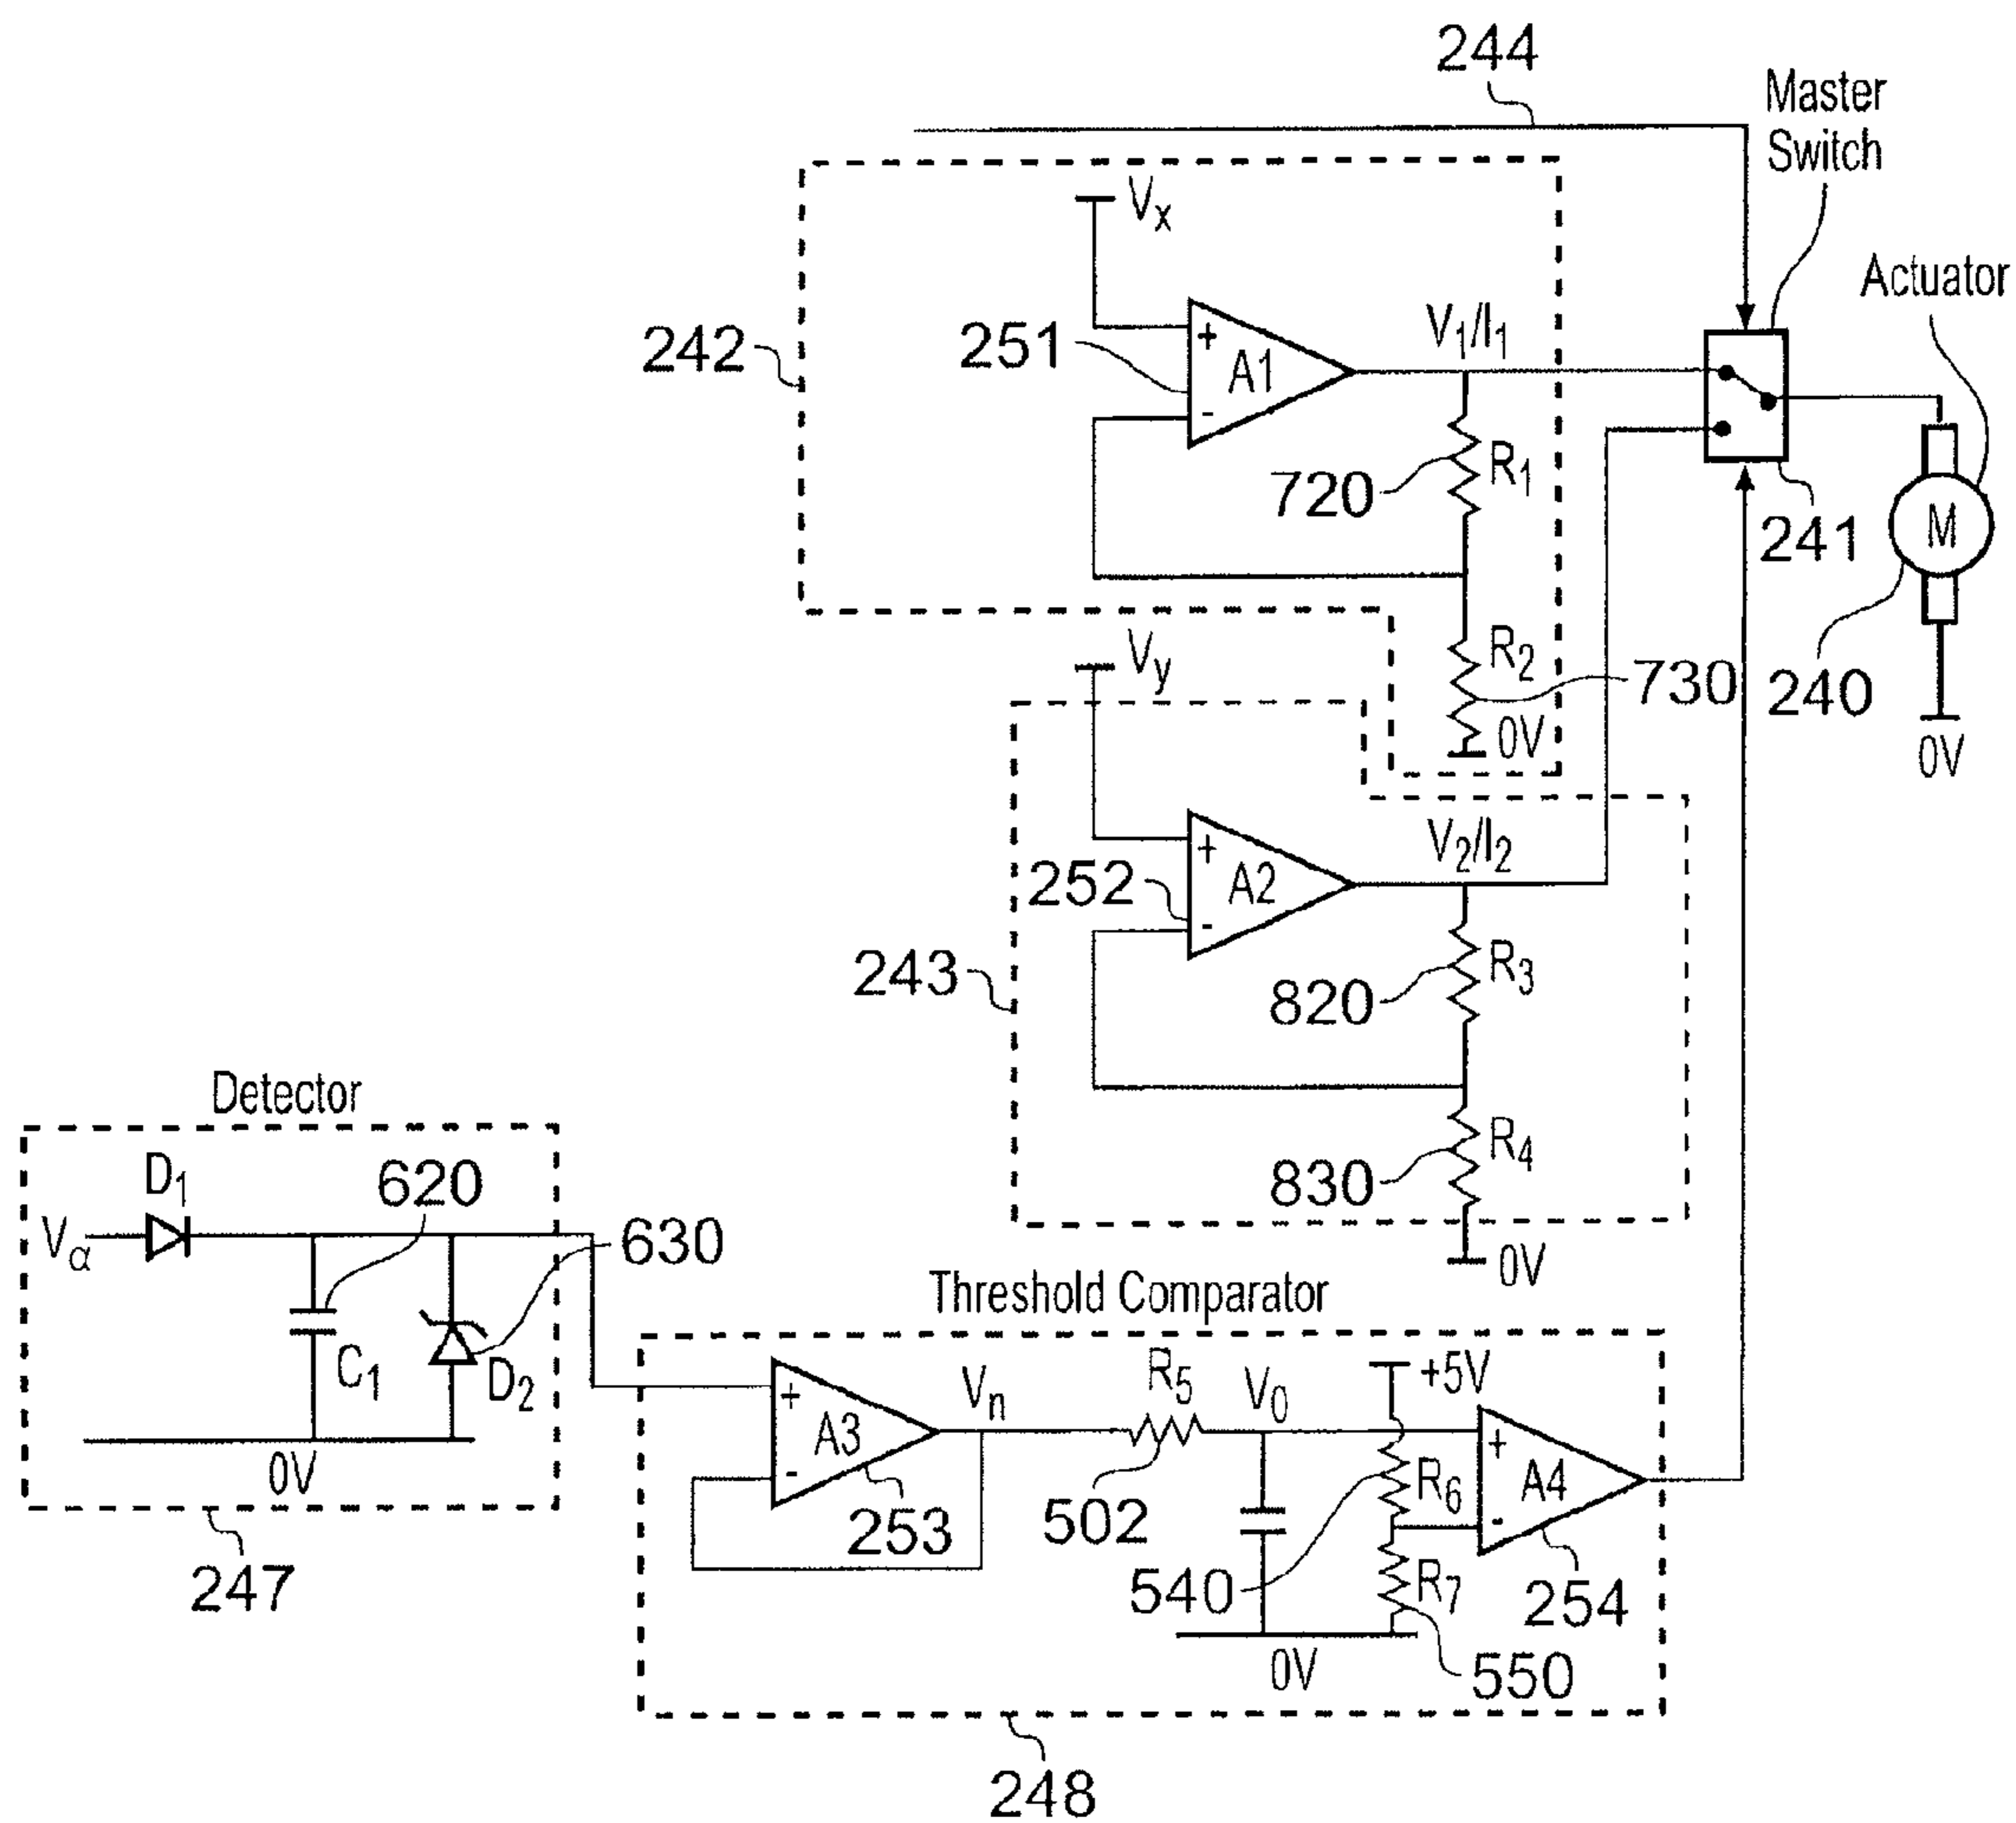 244
Master
Switch
Actuator
Vx
242
251
+
A1
-
V1/I1
720
R1
241
M
240
0V
R2
730
0V
Vy
252
+
A2
-
V2/I2
243
820
R3
830
R4
0V
Detector
D1
620
Vα
630
C1
D2
0V
247
Threshold Comparator
+
A3
-
253
Vn
R5
502
V0
+5V
540
R6
R7
550
0V
+
A4
-
254
248